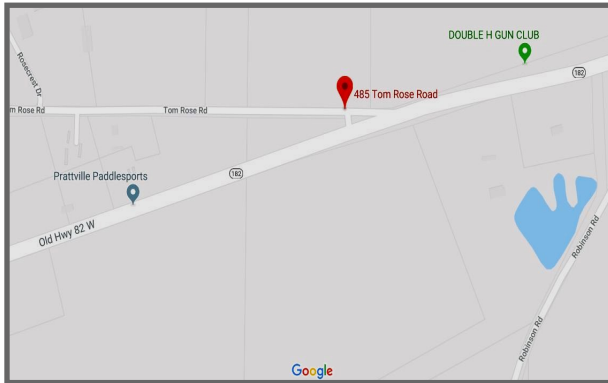 DOUBLE H GUN CLUB
182
Rosecrest Dr
485 Tom Rose Road
m Rose Rd
Tom Rose Rd
Prattville Paddlesports
182
Old Hwy 82 W
Robinson Rd
Robinson Rd
Google